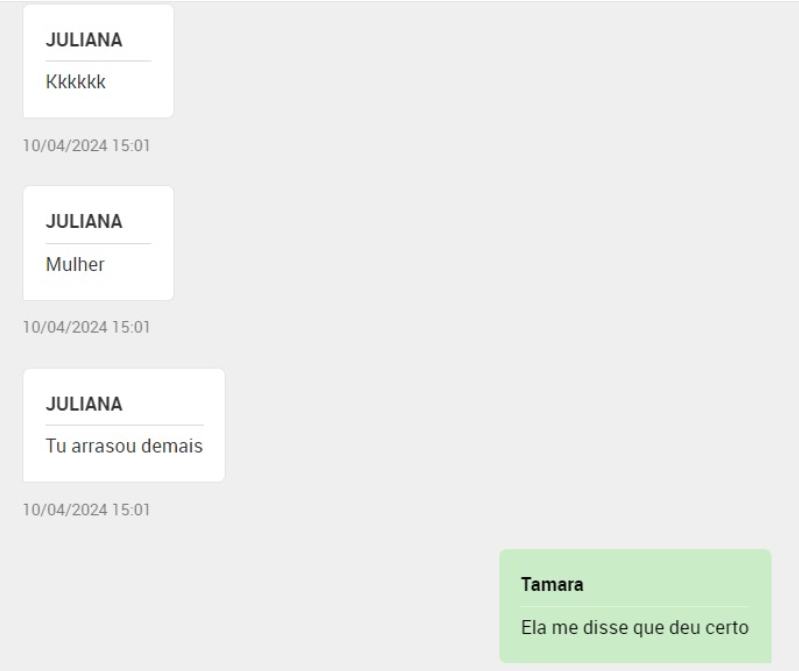 JULIANA
Kkkkkk
10/04/2024 15:01
JULIANA
Mulher
10/04/2024 15:01
JULIANA
Tu arrasou demais
10/04/2024 15:01
Tamara
Ela me disse que deu certo